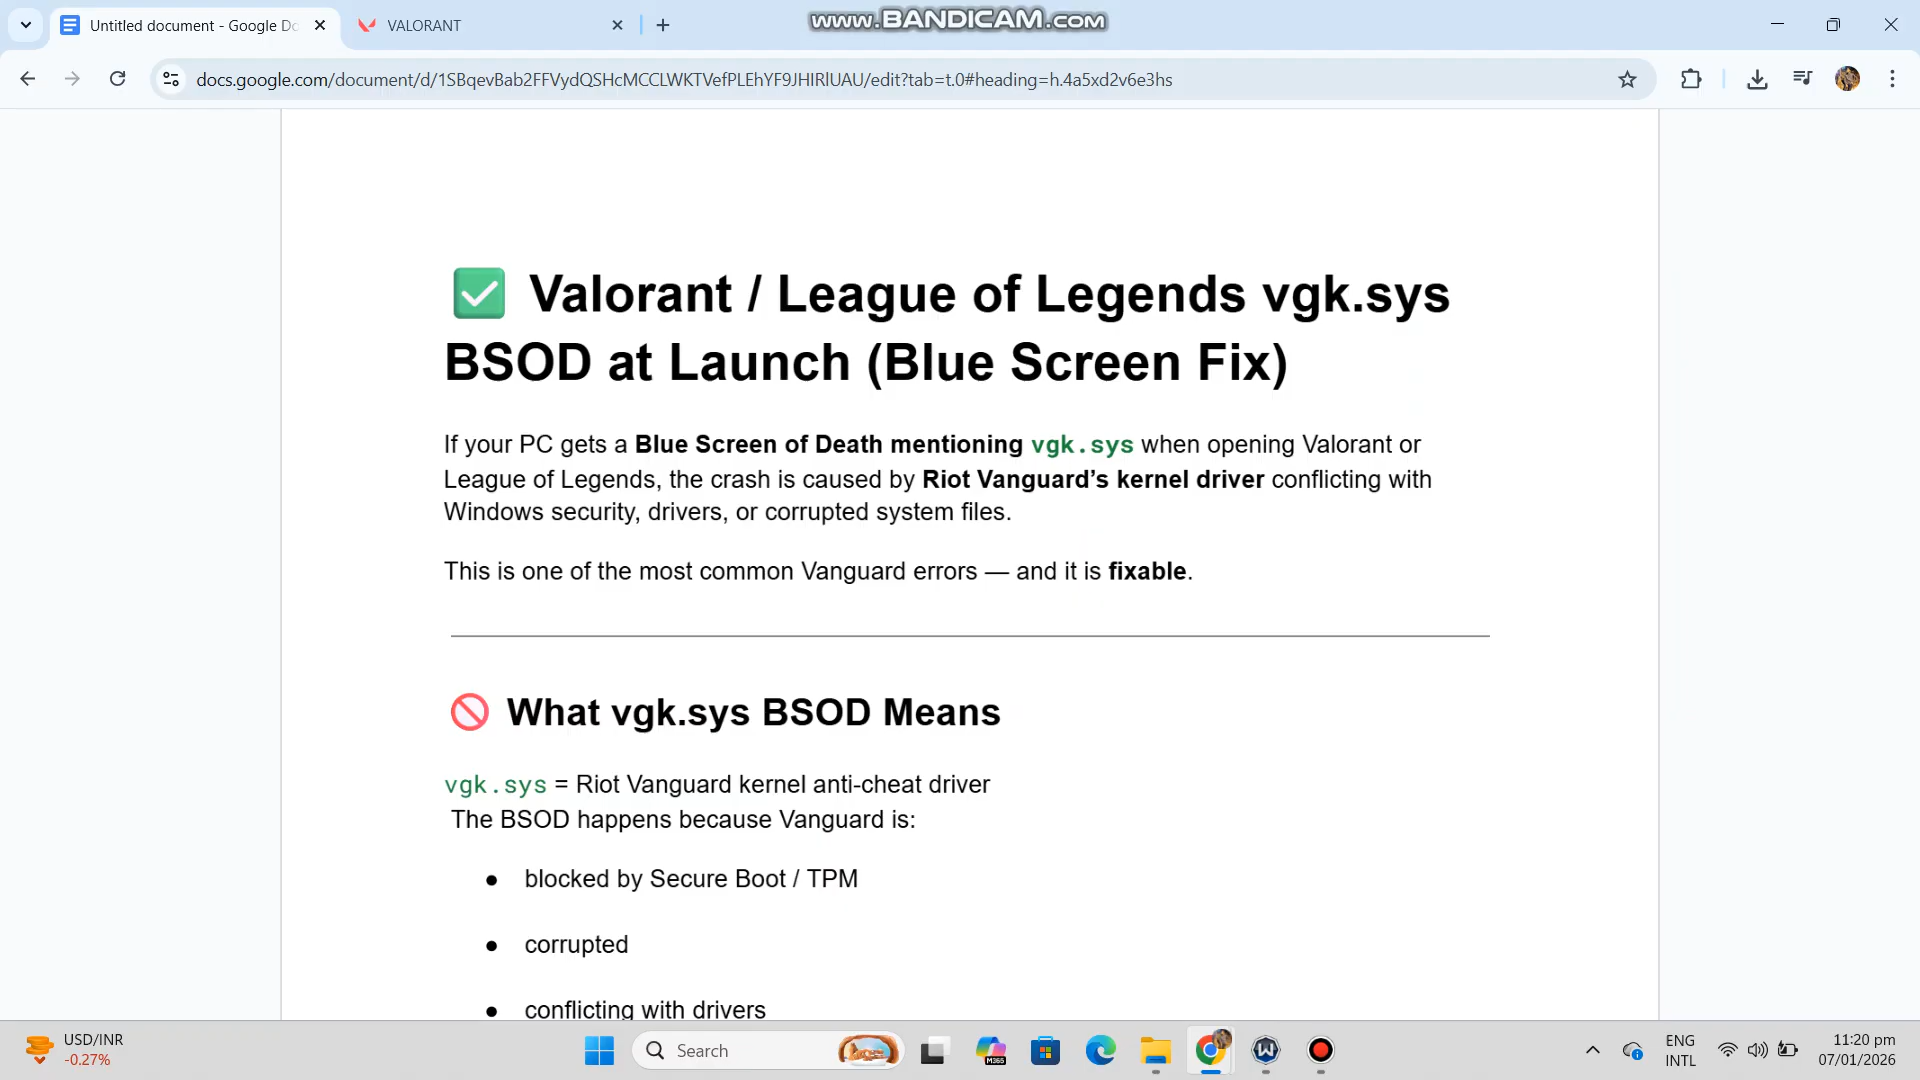 Untitled document - Google Do
VALORANT
www.BANDICAM.com
docs.google.com/document/d/1SBqevBab2FFVydQSHcMCCLWKTVefPLEhYF9JHIRlUAU/edit?tab=t.0#heading=h.4a5xd2v6e3hs
✅ Valorant / League of Legends vgk.sys
BSOD at Launch (Blue Screen Fix)
If your PC gets a Blue Screen of Death mentioning vgk.sys when opening Valorant or
League of Legends, the crash is caused by Riot Vanguard’s kernel driver conflicting with
Windows security, drivers, or corrupted system files.
This is one of the most common Vanguard errors — and it is fixable.
🚫 What vgk.sys BSOD Means
vgk.sys = Riot Vanguard kernel anti-cheat driver
The BSOD happens because Vanguard is:
● blocked by Secure Boot / TPM
● corrupted
● conflicting with drivers
USD/INR
-0.27%
Search
M365
ENG
INTL
11:20 pm
07/01/2026